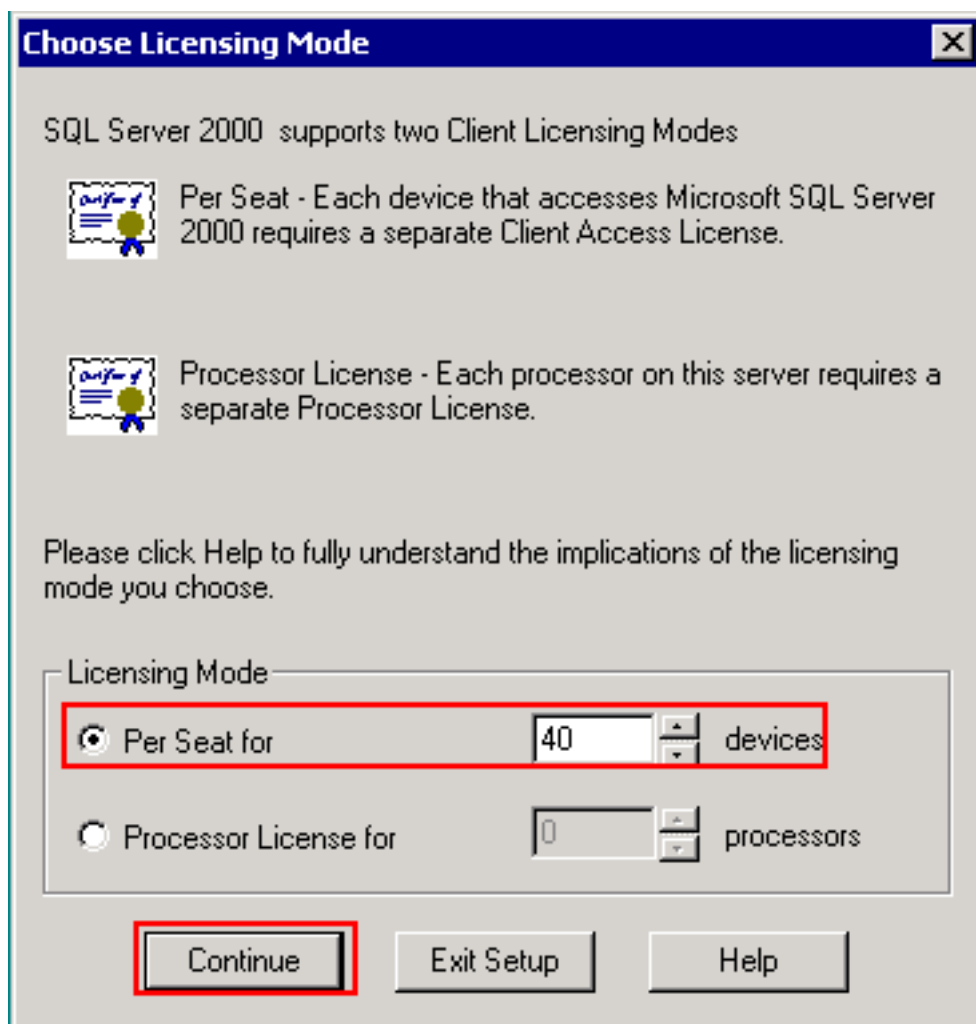 Choose Licensing Mode
SQL Server 2000  supports two Client Licensing Modes
Per Seat - Each device that accesses Microsoft SQL Server
2000 requires a separate Client Access License.
Processor License - Each processor on this server requires a
separate Processor License.
Please click Help to fully understand the implications of the licensing
mode you choose.
Licensing Mode
Per Seat for 40 devices
Processor License for 0 processors
Continue Exit Setup Help